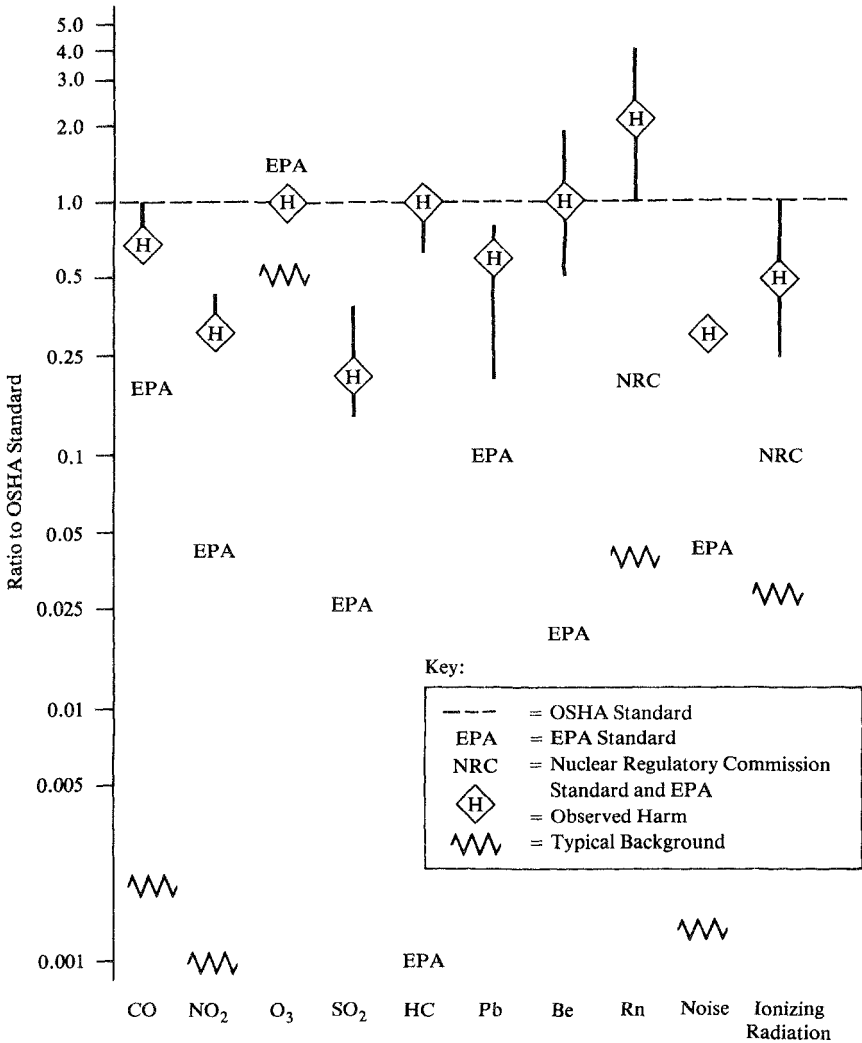 5.0
4.0
3.0
2.0
EPA
H
1.0
H
H
H
H
H
0.5
H
H
H
H
0.25
H
EPA
NRC
Ratio to OSHA Standard
0.1
EPA
NRC
0.05
EPA
EPA
0.025
EPA
EPA
Key:
= OSHA Standard
0.01
EPA = EPA Standard
NRC = Nuclear Regulatory Commission
Standard and EPA
0.005
H = Observed Harm
= Typical Background
0.001
EPA
CO NO₂ O₃ SO₂ HC Pb Be Rn Noise Ionizing
Radiation